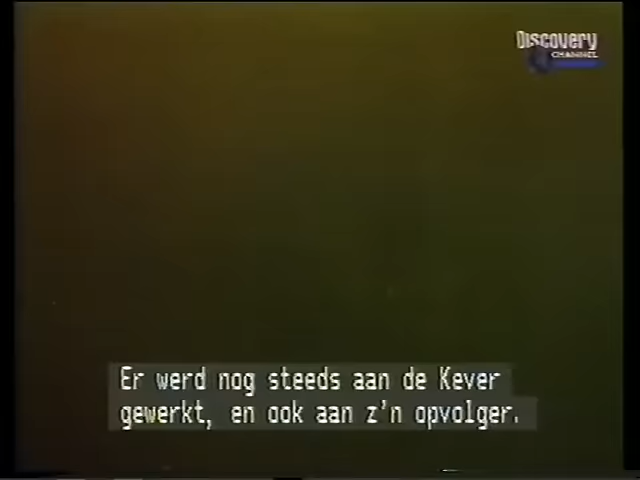 Discovery
CHANNEL
Er werd nog steeds aan de Kever
gewerkt, en ook aan z'n opvolger.